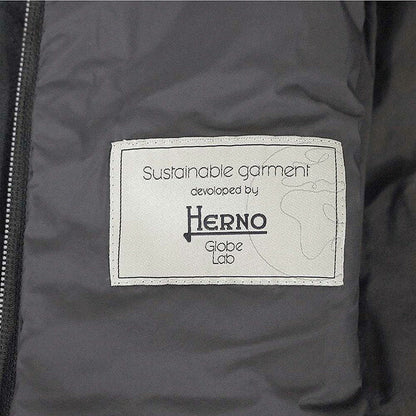 Sustainable garment
devoloped by
HERNO
Globe
Lab